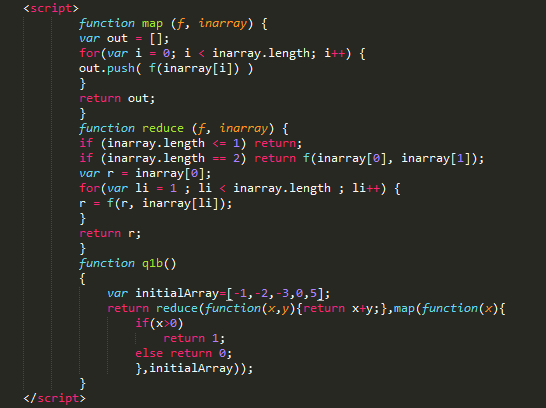 <script>
function map (f, inarray) {
var out = [];
for(var i = 0; i < inarray.length; i++) {
out.push( f(inarray[i]) )
}
return out;
}
function reduce (f, inarray) {
if (inarray.length <= 1) return;
if (inarray.length == 2) return f(inarray[0], inarray[1]);
var r = inarray[0];
for(var li = 1 ; li < inarray.length ; li++) {
r = f(r, inarray[li]);
}
return r;
}
function q1b()
{
var initialArray=[-1,-2,-3,0,5];
return reduce(function(x,y){return x+y;},map(function(x){
if(x>0)
return 1;
else return 0;
},initialArray));
}
</script>